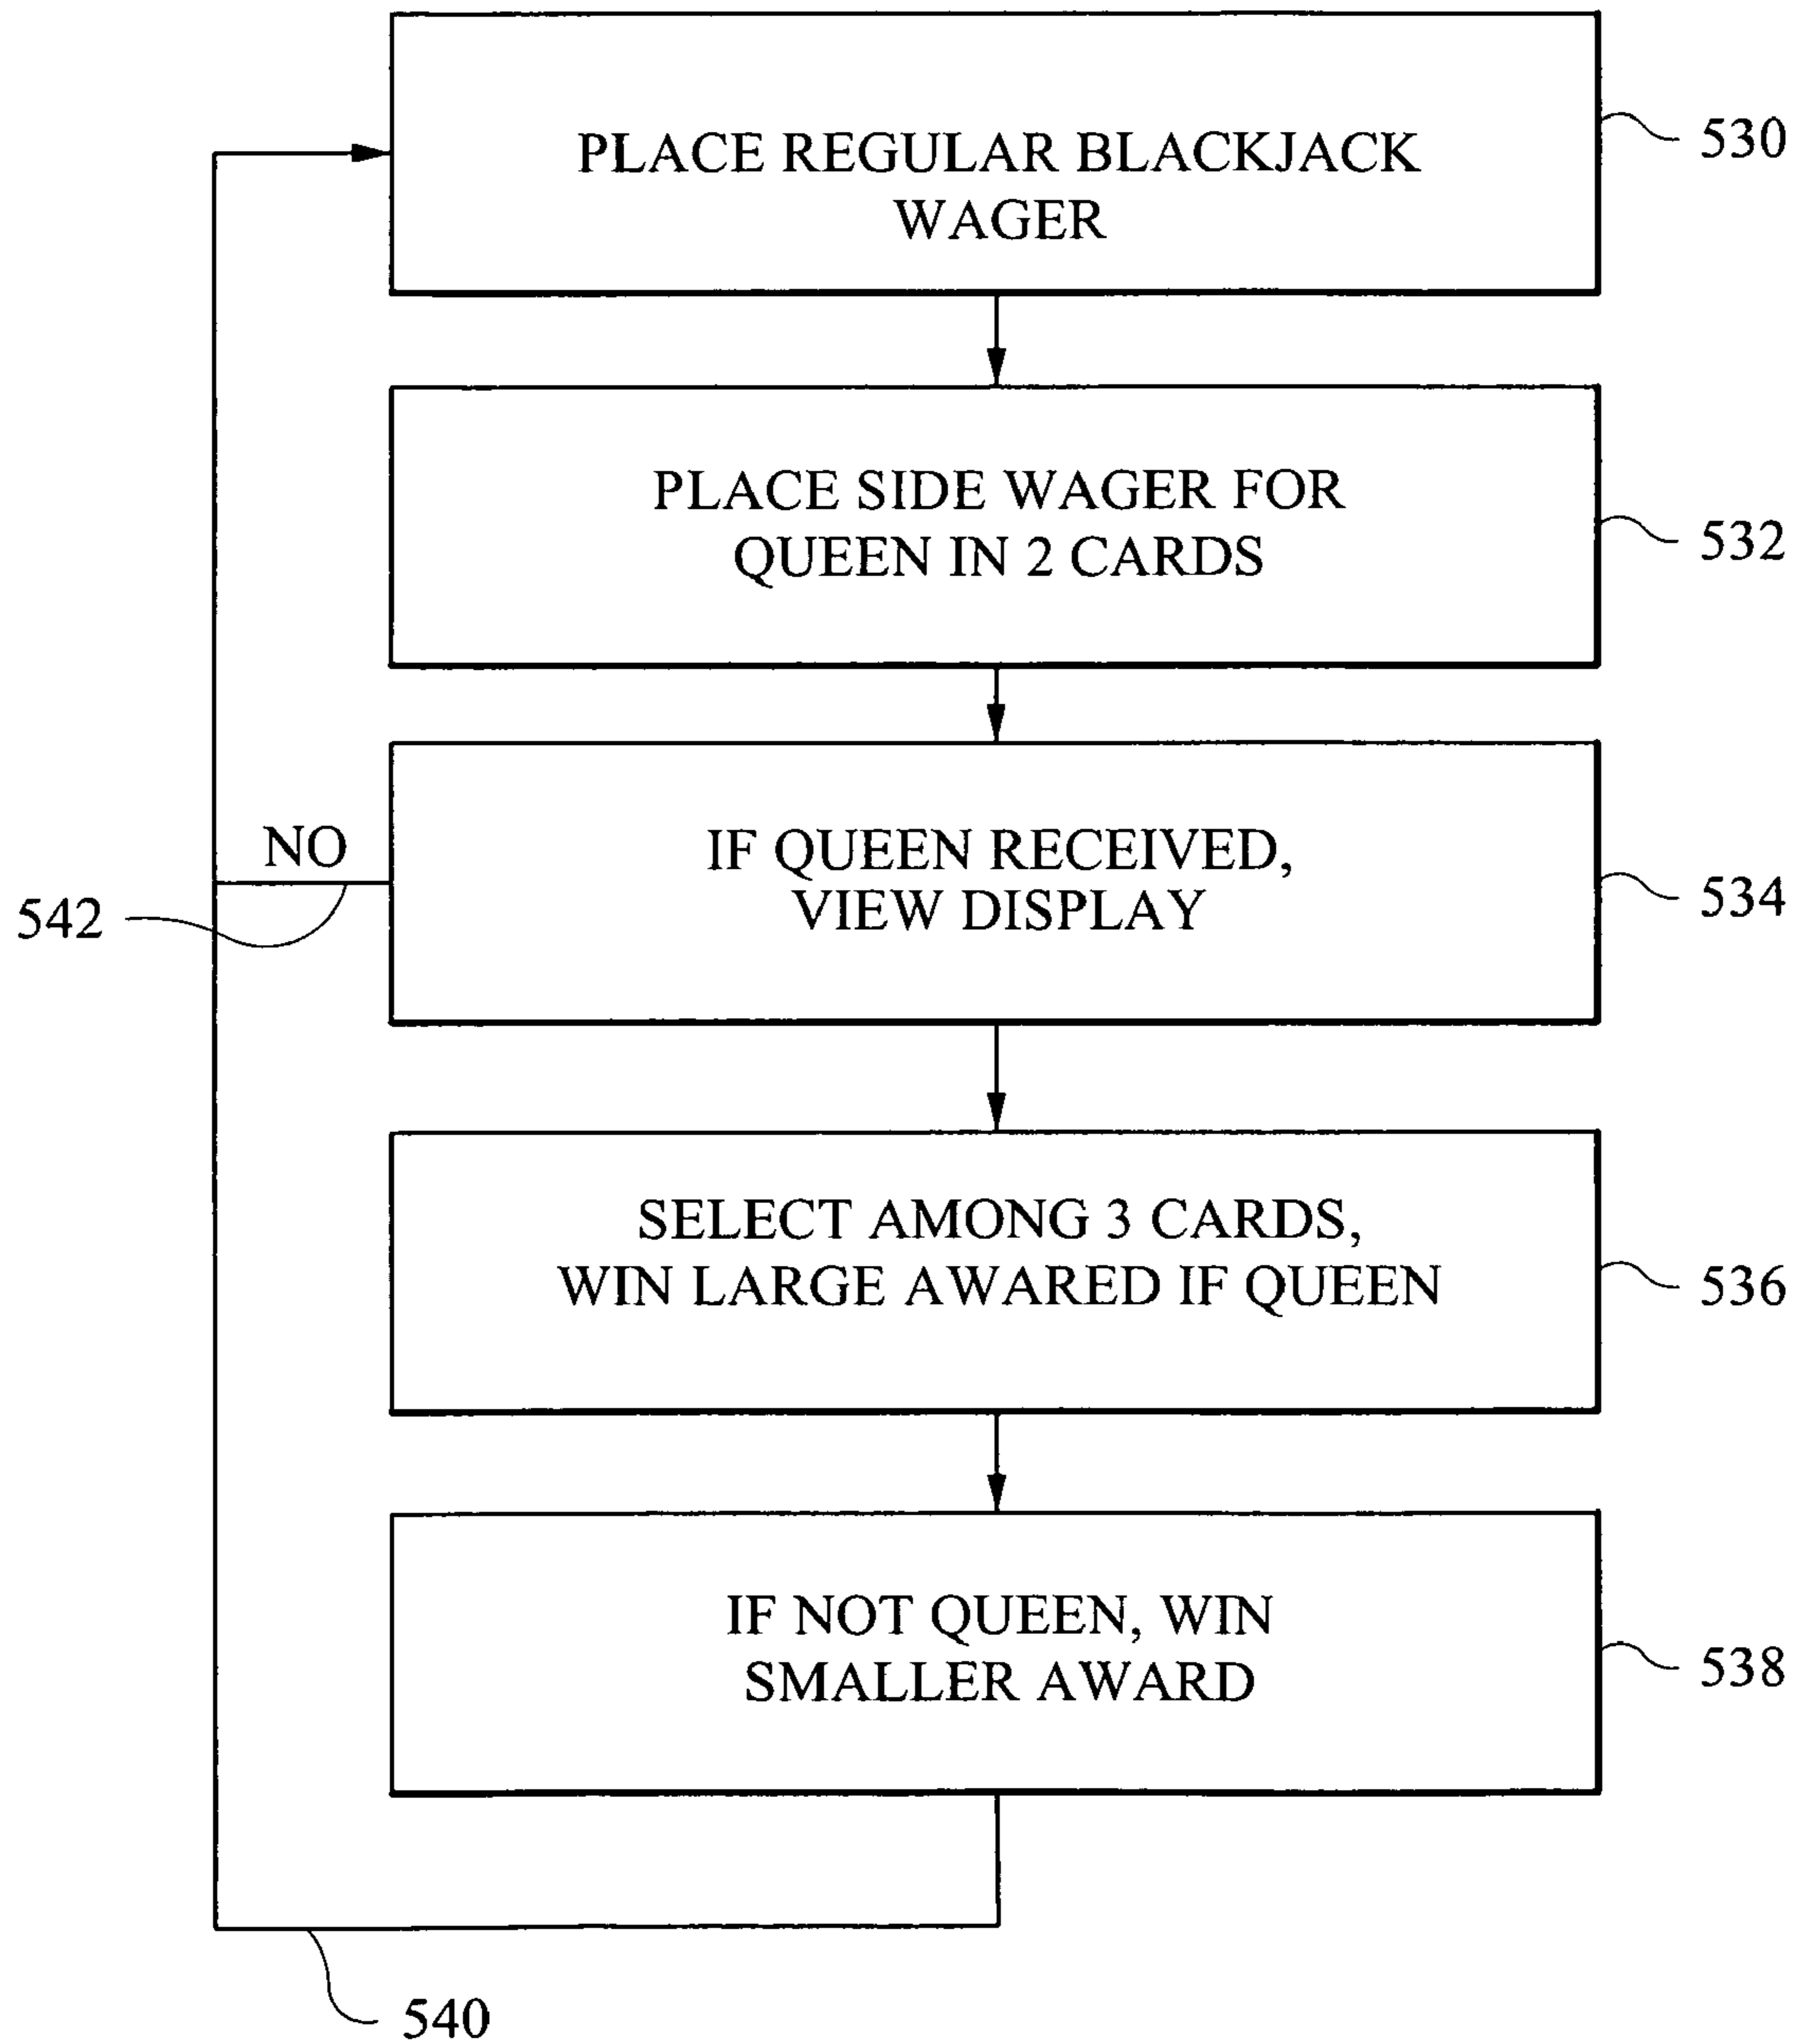 PLACE REGULAR BLACKJACK
WAGER
530
PLACE SIDE WAGER FOR
QUEEN IN 2 CARDS
532
NO
IF QUEEN RECEIVED,
VIEW DISPLAY
534
542
SELECT AMONG 3 CARDS,
WIN LARGE AWARED IF QUEEN
536
IF NOT QUEEN, WIN
SMALLER AWARD
538
540